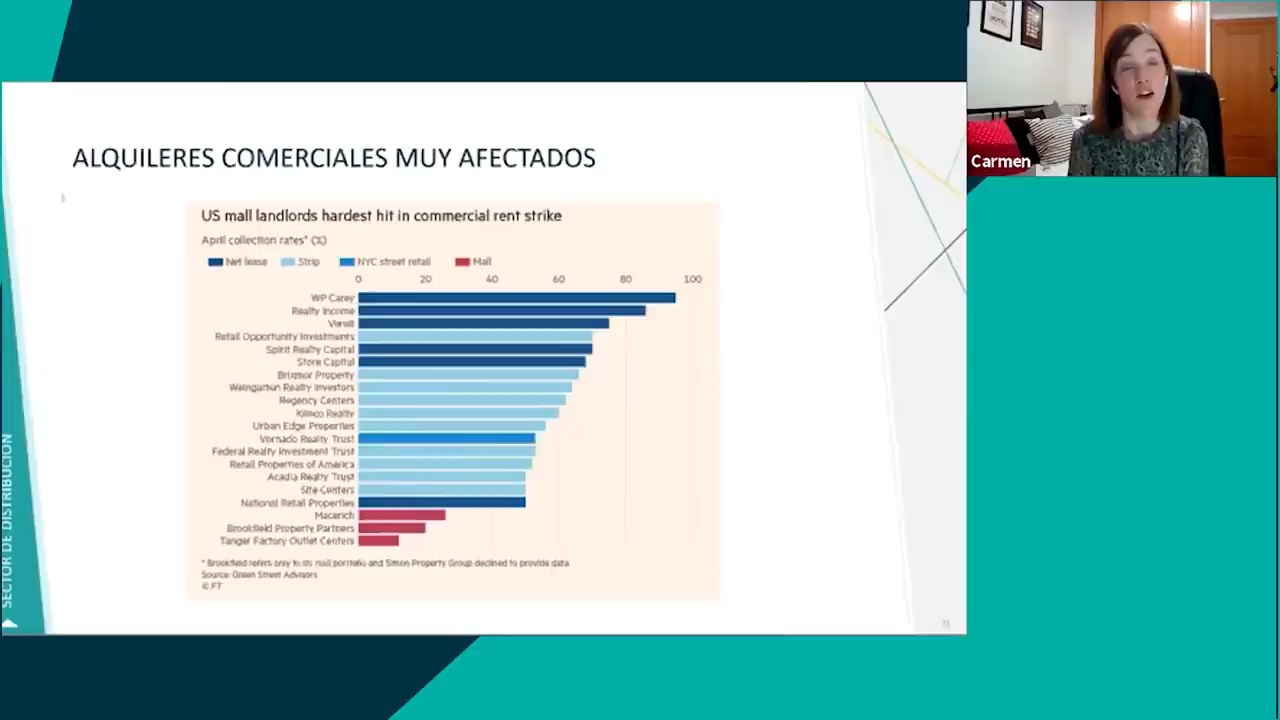 Carmen
ALQUILERES COMERCIALES MUY AFECTADOS
US mall landlords hardest hit in commercial rent strike
April collection rates* (%)
Net lease Strip NYC street retail Mall
0 20 40 60 80 100
WP Carey
Realty Income
Vereit
Retail Opportunity Investments
Spirit Realty Capital
Store Capital
Brixmor Property
Weingarten Realty Investors
Regency Centers
Kimco Realty
Urban Edge Properties
Vornado Realty Trust
Federal Realty Investment Trust
Retail Properties of America
Acadia Realty Trust
Site Centers
National Retail Properties
Macerich
Brookfield Property Partners
Tanger Factory Outlet Centers
* Brookfield refers only to its mall portfolio and Simon Property Group declined to provide data
Source: Green Street Advisors
© FT
SECTOR DE DISTRIBUCIÓN